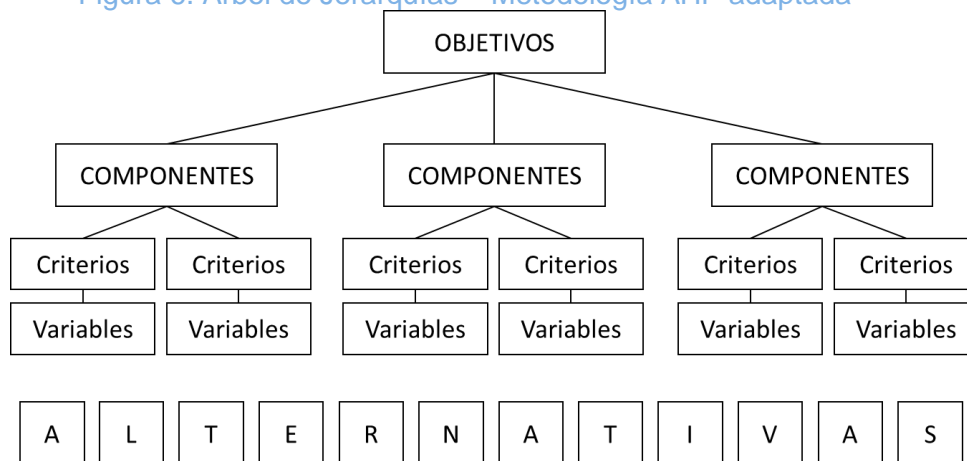 Figura 6. Árbol de Jerarquías – Metodología AHP adaptada
OBJETIVOS
COMPONENTES COMPONENTES COMPONENTES
Criterios Criterios Criterios Criterios Criterios Criterios
Variables Variables Variables Variables Variables Variables
A L T E R N A T I V A S